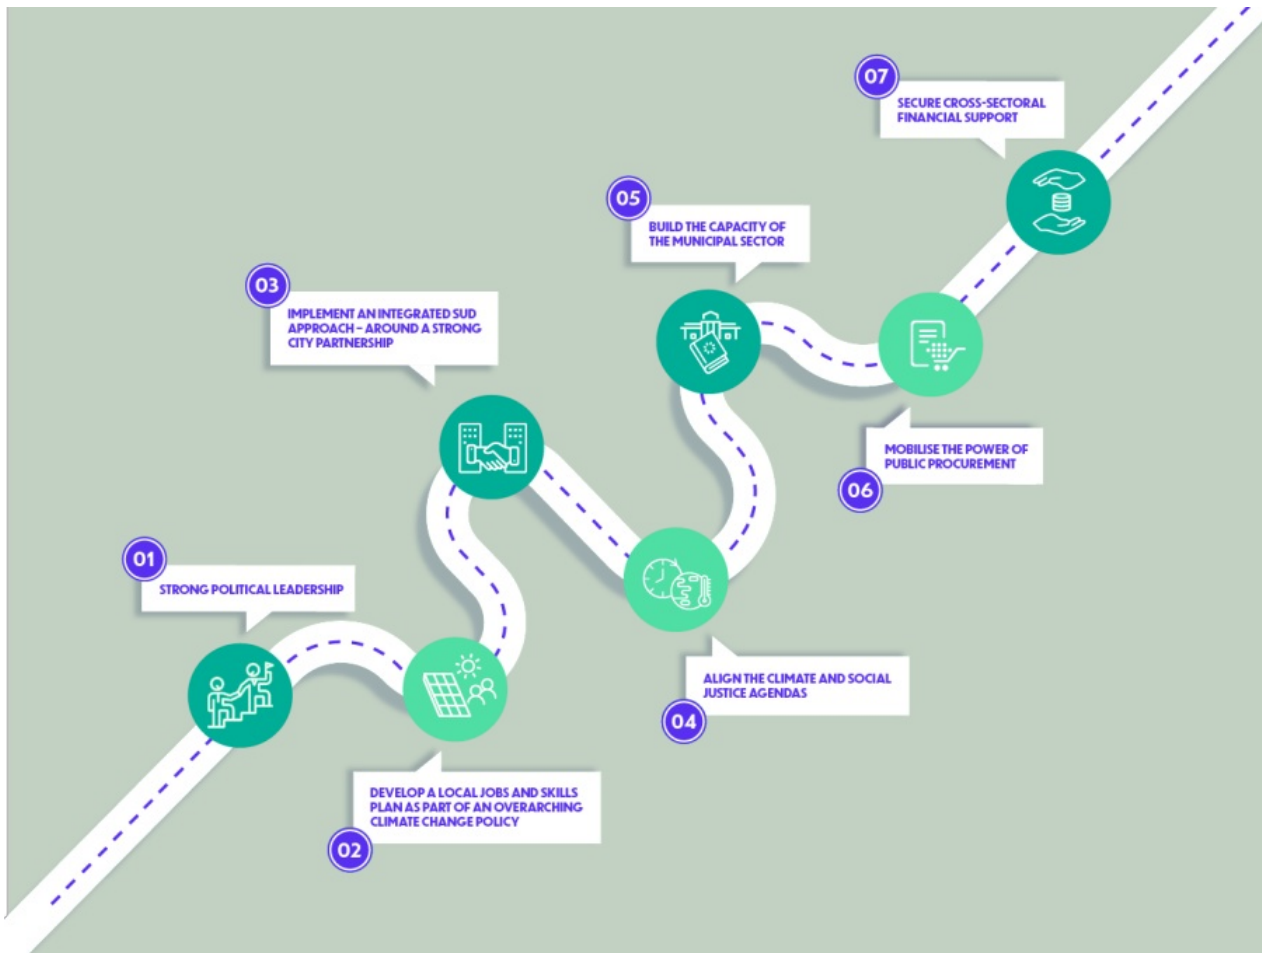 01
STRONG POLITICAL LEADERSHIP
02
DEVELOP A LOCAL JOBS AND SKILLS
PLAN AS PART OF AN OVERARCHING
CLIMATE CHANGE POLICY
03
IMPLEMENT AN INTEGRATED SUD
APPROACH – AROUND A STRONG
CITY PARTNERSHIP
04
ALIGN THE CLIMATE AND SOCIAL
JUSTICE AGENDAS
05
BUILD THE CAPACITY OF
THE MUNICIPAL SECTOR
06
MOBILISE THE POWER OF
PUBLIC PROCUREMENT
07
SECURE CROSS-SECTORAL
FINANCIAL SUPPORT